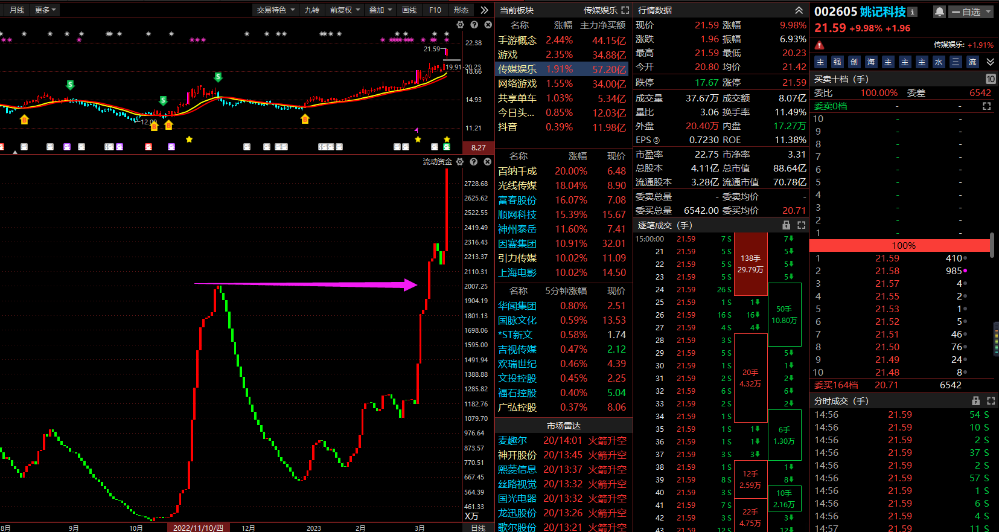 月线 更多 交易特色 九转 前复权 叠加 画线 F10 形态
22.38
21.59
19.91-20.23
18.66
14.93
12.00
11.21
8.27
S
S
S
B
B
B
B
流动资金
2728.68
2625.62
2522.55
2419.49
2316.43
2213.37
2110.31
2007.25
1904.19
1801.13
1698.06
1595.00
1491.94
1388.88
1285.82
1182.76
1079.70
976.64
873.57
770.51
667.45
564.39
461.33
X万
8月 9月 10月 2022/11/10/四 12月 2023 2月 3月 日线
当前板块 传媒娱乐
名称 涨幅 主力净买额
手游概念 2.44% 44.15亿
游戏 2.35% 34.88亿
传媒娱乐 1.91% 57.20亿
网络游戏 1.55% 34.00亿
共享单车 1.03% 5.34亿
今日头... 0.85% 12.03亿
抖音 0.39% 11.98亿
名称 涨幅 现价
百纳千成 20.00% 6.48
光线传媒 18.04% 8.90
富春股份 16.07% 7.08
顺网科技 15.39% 15.67
神州泰岳 11.60% 7.41
因赛集团 10.91% 32.01
引力传媒 10.02% 11.09
上海电影 10.02% 14.50
名称 5分钟涨幅 现价
华闻集团 0.80% 2.51
国脉文化 0.59% 13.53
*ST新文 0.58% 1.74
吉视传媒 0.47% 2.12
欢瑞世纪 0.46% 4.39
文投控股 0.45% 2.25
福石控股 0.40% 5.04
广弘控股 0.37% 8.06
市场雷达
麦趣尔 20/14:01 火箭升空
神开股份 20/13:45 火箭升空
熙菱信息 20/13:37 火箭升空
丝路视觉 20/13:32 火箭升空
国光电器 20/13:32 火箭升空
龙迅股份 20/13:26 火箭升空
歌尔股份 20/13:21 火箭升空
行情数据
现价 21.59 涨幅 9.98%
涨跌 1.96 振幅 6.93%
最高 21.59 最低 20.23
今开 20.80 均价 21.42
跌停 17.67 涨停 21.59
成交量 37.67万 成交额 8.07亿
量比 3.06 换手率 11.49%
外盘 20.40万 内盘 17.27万
EPS③ 0.7230 ROE 11.38%
市盈率 22.75 市净率 3.31
总股本 4.11亿 总市值 88.64亿
流通股本 3.28亿 流通市值 70.78亿
委卖总量 - 委卖均价 -
委买总量 6542.00 委买均价 20.71
逐笔成交（手）
15:00:00 21.59 7 S 7
21 21.59 5 S 5
22 21.59 5 S 5
23 21.59 5 S 5
24 21.59 26 S
25 21.59 1 S 1
26 21.59 16 S 16
27 21.59 4 S 4
28 21.59 3 S
29 21.59 5 S 5
30 21.59 1 S 1
31 21.59 2 S 2
32 21.59 6 S 6
33 21.59 2 S 2
34 21.59 1 S
35 21.59 1 S 1
36 21.59 1 S 1
37 21.59 3 S 3
38 21.59 1 S 1
39 21.59 8 S 8
40 21.59 3 S
41 21.59 7 S
42 21.59 3 S 3
43 21.59 12 S 12
138手
29.79万
50手
10.80万
20手
4.32万
6手
1.30万
12手
2.59万
10手
2.16万
22手
4.75万
002605 姚记科技 i 自选
21.59 +9.98% +1.96
传媒娱乐: +1.91%
主 强 创 海 主 主 主 水 三 流
买卖十档（手） 10
委比 100.00% 委差 6542
委卖0档 - -
10 - -
9 - -
8 - -
7 - -
6 - -
5 - -
4 - -
3 - -
2 - -
1 - -
100%
1 21.59 410
2 21.58 985
3 21.57 4
4 21.55 2
5 21.53 1
6 21.52 5
7 21.51 46
8 21.50 76
9 21.49 24
10 21.48 8
委买164档 20.71 6542
分时成交（手）
14:56 21.59 54 S
14:56 21.59 10 S
14:56 21.59 2 S
14:56 21.59 37 S
14:56 21.59 2 S
14:56 21.59 57 S
14:56 21.59 1 S
14:56 21.59 6 S
14:56 21.59 4 S
14:57 21.59 11 S